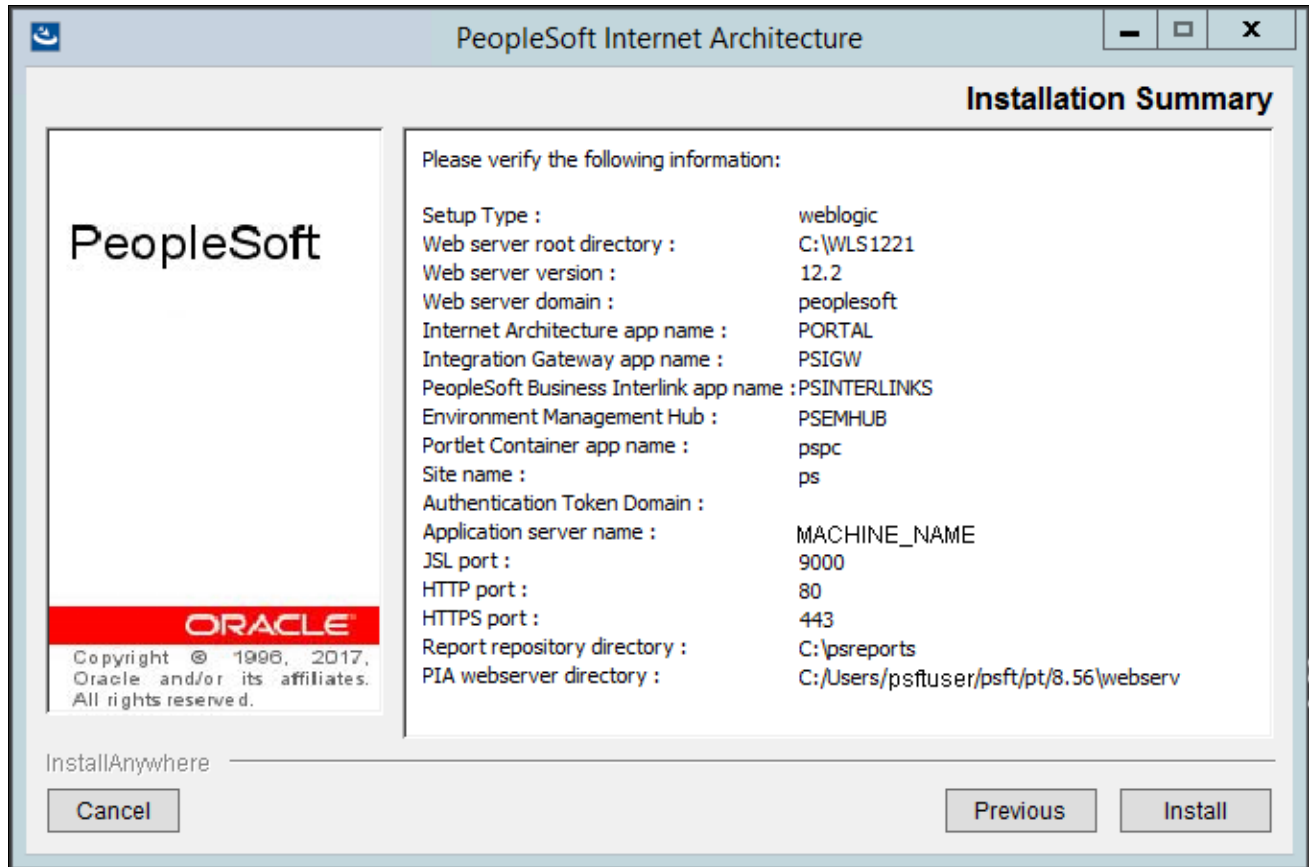 PeopleSoft Internet Architecture
Installation Summary
PeopleSoft
ORACLE
Copyright © 1996, 2017,
Oracle and/or its affiliates.
All rights reserved.
Please verify the following information:
Setup Type : weblogic
Web server root directory : C:\WLS1221
Web server version : 12.2
Web server domain : peoplesoft
Internet Architecture app name : PORTAL
Integration Gateway app name : PSIGW
PeopleSoft Business Interlink app name :PSINTERLINKS
Environment Management Hub : PSEMHUB
Portlet Container app name : pspc
Site name : ps
Authentication Token Domain :
Application server name : MACHINE_NAME
JSL port : 9000
HTTP port : 80
HTTPS port : 443
Report repository directory : C:\psreports
PIA webserver directory : C:/Users/psftuser/psft/pt/8.56\webserv
InstallAnywhere
Cancel Previous Install